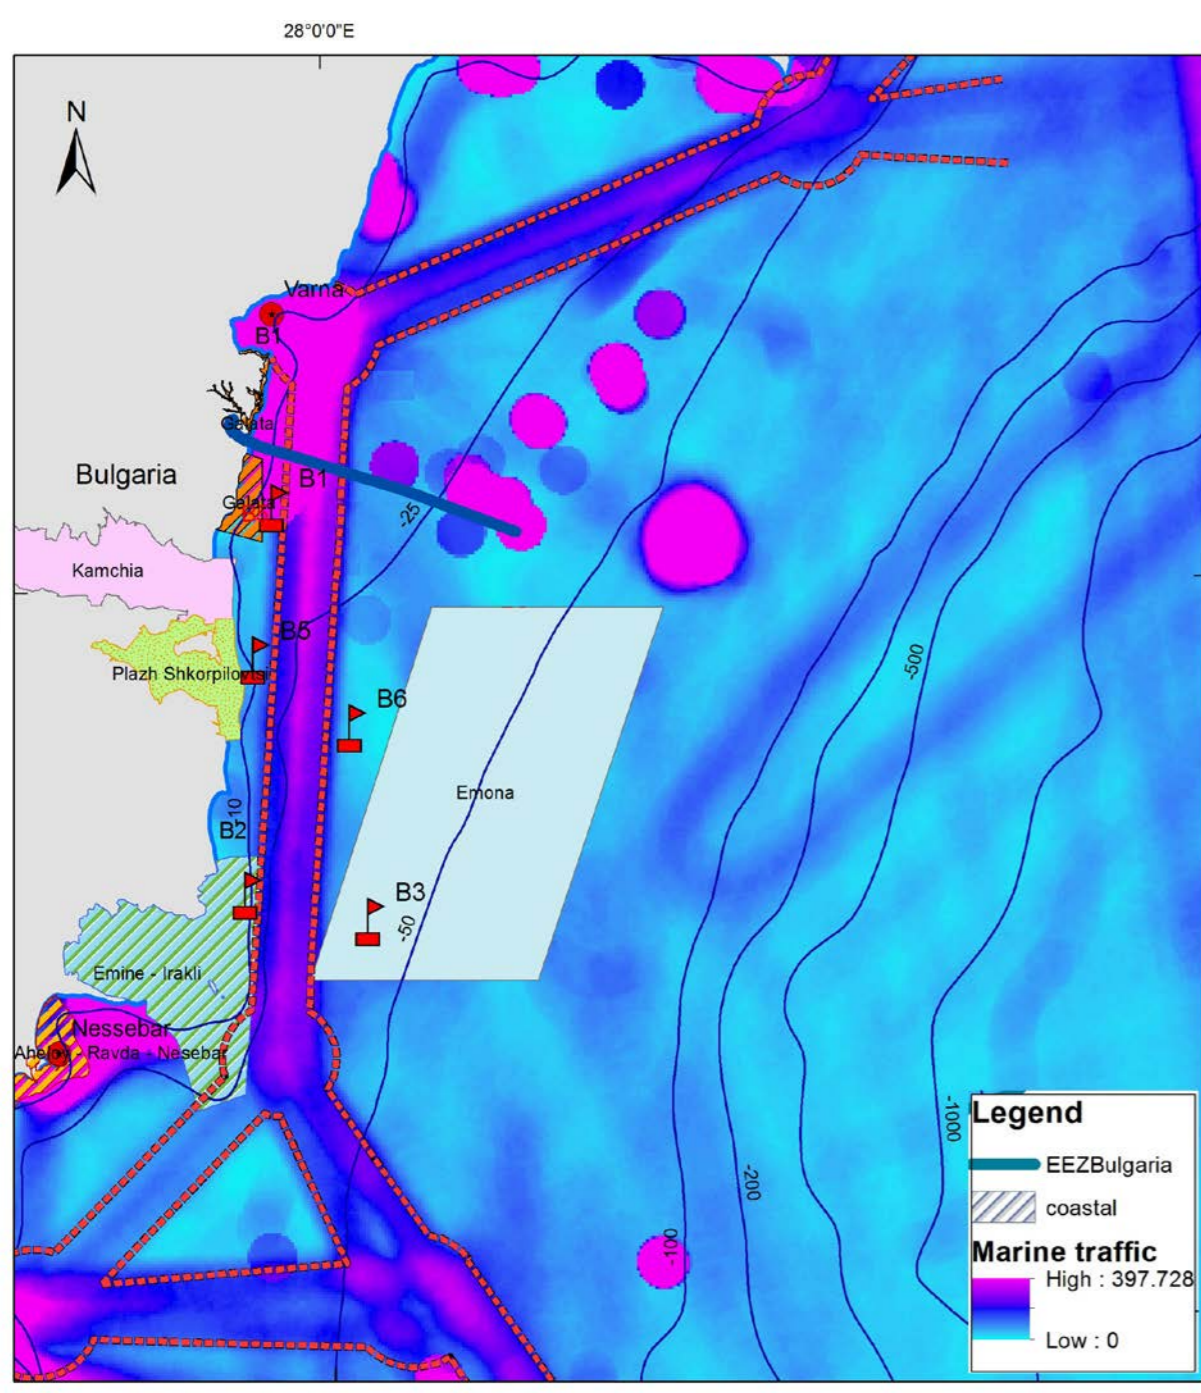 28°0'0"E
N
Varna
B1
Galata
Bulgaria
B1
Galata
-25
Kamchia
B5
Plazh Shkorpilovtsi
-500
B6
Emona
-10
B2
B3
-50
Emine - Irakli
Nessebar
Aheloy - Ravda - Nesebar
-1000
-200
-100
Legend
EEZBulgaria
coastal
Marine traffic
High : 397.728
Low : 0